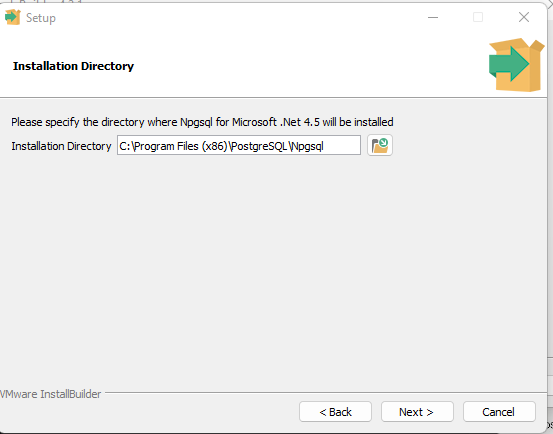 Setup
Installation Directory
Please specify the directory where Npgsql for Microsoft .Net 4.5 will be installed
Installation Directory C:\Program Files (x86)\PostgreSQL\Npgsql
VMware InstallBuilder
< Back Next > Cancel